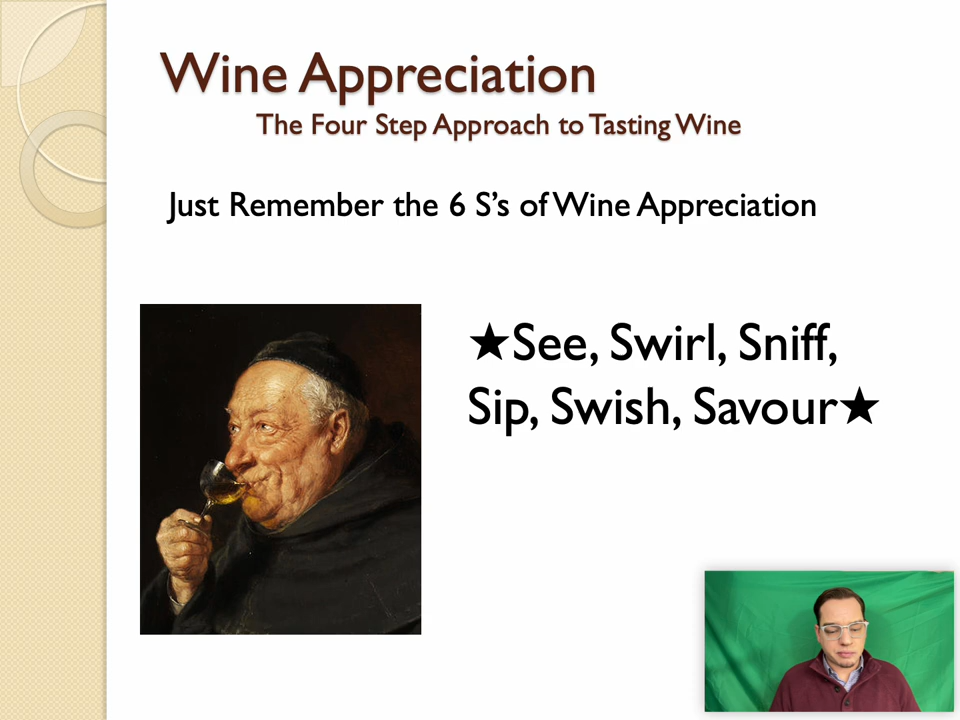 Wine Appreciation
The Four Step Approach to Tasting Wine
Just Remember the 6 S’s of Wine Appreciation
★See, Swirl, Sniff,
Sip, Swish, Savour★